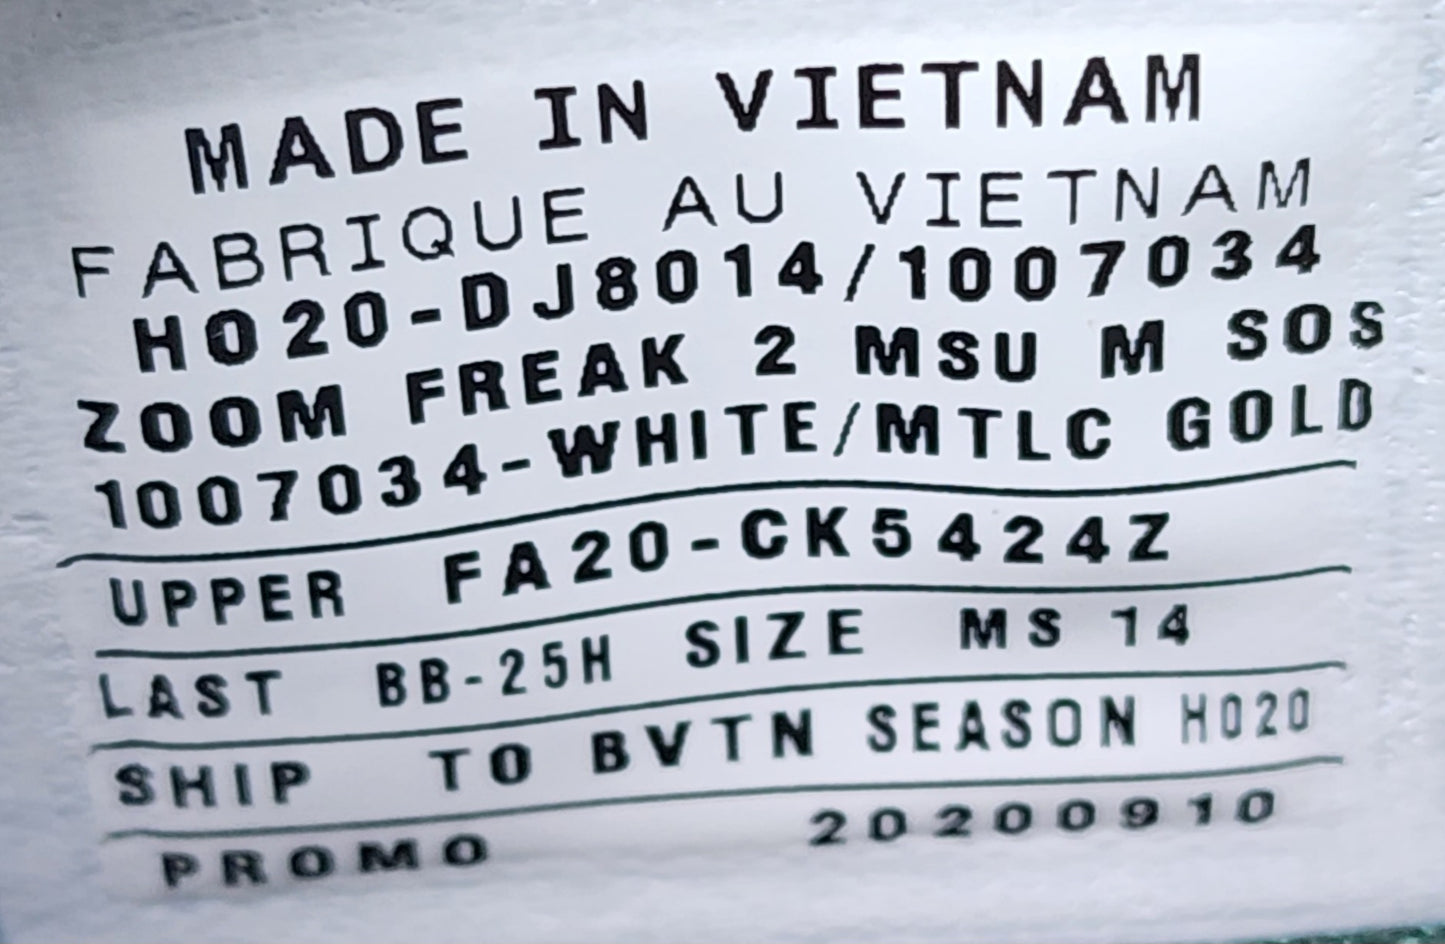 MADE IN VIETNAM
FABRIQUE AU VIETNAM
HO20-DJ8014/1007034
ZOOM FREAK 2 MSU M SOS
1007034-WHITE/MTLC GOLD
UPPER FA20-CK5424Z
LAST BB-25H SIZE MS 14
SHIP TO BVTN SEASON HO20
PROMO 20200910